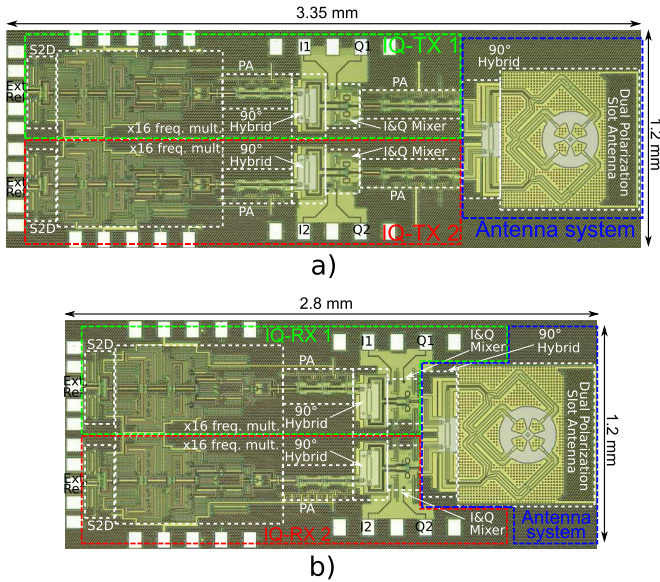 3.35 mm
S2D
I1
Q1
IQ-TX 1
90°
Hybrid
PA
PA
Ext
Re
90°
Hybrid
I&Q Mixer
x16 freq. mult.
x16 freq. mult.
90°
Hybrid
I&Q Mixer
Dual Polarization
Slot Antenna
1.2 mm
Ext
Re
PA
PA
S2D
I2
Q2
IQ-TX 2
Antenna system
a)
2.8 mm
IQ-RX 1
S2D
I1
Q1
I&Q
Mixer
90°
Hybrid
PA
Ext
Re
90°
Hybrid
x16 freq. mult.
x16 freq. mult.
90°
Hybrid
Dual Polarization
Slot Antenna
1.2 mm
Ext
Re
PA
S2D
I2
Q2
IQ-RX 2
I&Q
Mixer
Antenna
system
b)